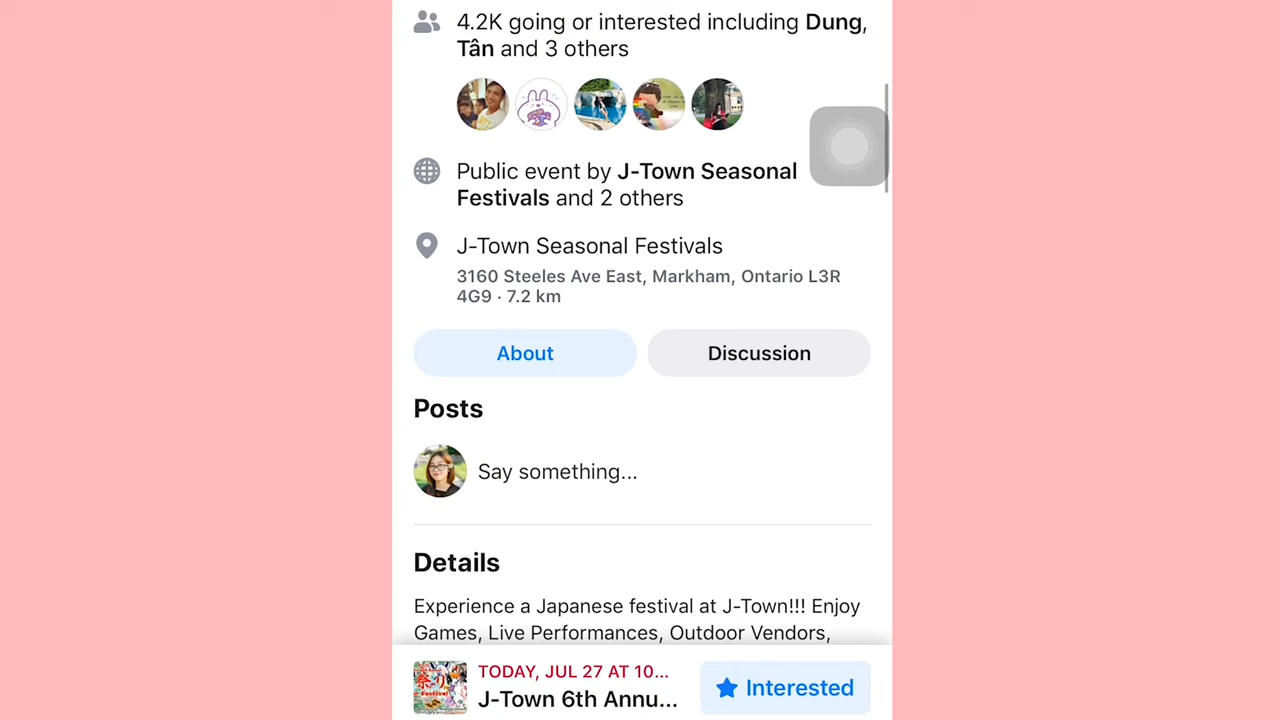 4.2K going or interested including Dung,
Tân and 3 others
Public event by J-Town Seasonal
Festivals and 2 others
J-Town Seasonal Festivals
3160 Steeles Ave East, Markham, Ontario L3R
4G9 · 7.2 km
About
Discussion
Posts
Say something...
Details
Experience a Japanese festival at J-Town!!! Enjoy
Games, Live Performances, Outdoor Vendors,
TODAY, JUL 27 AT 10...
J-Town 6th Annu...
Interested